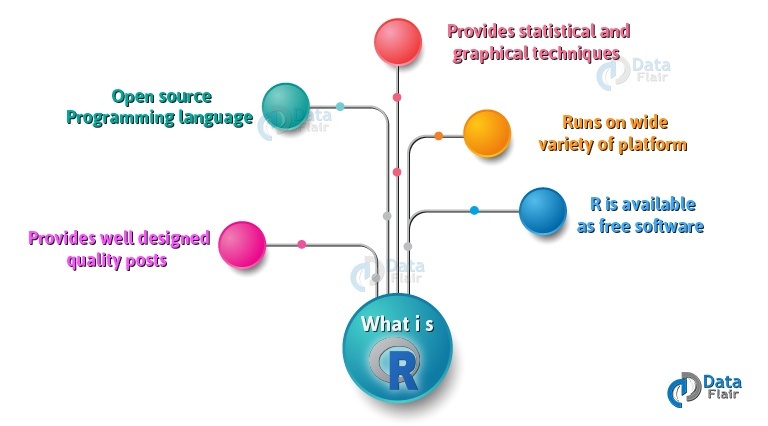 Provides statistical and
graphical techniques
Data
Flair
Open source
Programming language
Data
Flair
Runs on wide
variety of platform
R is available
as free software
Provides well designed
quality posts
Data
Flair
What i s
R
Data
Flair